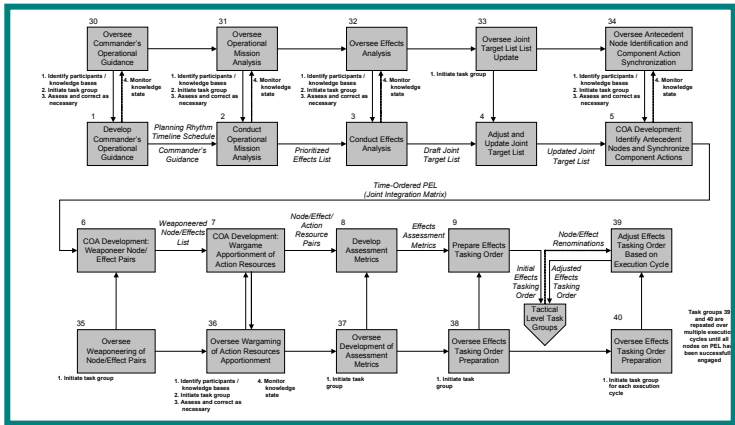 30
Oversee
Commander's
Operational
Guidance
31
Oversee
Operational
Mission
Analysis
32
Oversee Effects
Analysis
33
Oversee Joint
Target List List
Update
34
Oversee Antecedent
Node Identification and
Component Action
Synchronization
1. Identify participants /
knowledge bases
2. Initiate task group
3. Assess and correct as
necessary
4. Monitor
knowledge
state
1. Identify participants /
knowledge bases
2. Initiate task group
3. Assess and correct as
necessary
4. Monitor
knowledge
state
1. Identify participants /
knowledge bases
2. Initiate task group
3. Assess and correct as
necessary
4. Monitor
knowledge
state
1. Initiate task group
1. Identify participants /
knowledge bases
2. Initiate task group
3. Assess and correct as
necessary
4. Monitor
knowledge
state
1
Develop
Commander's
Operational
Guidance
Planning Rhythm
Timeline Schedule
Commander's
Guidance
2
Conduct
Operational
Mission
Analysis
Prioritized
Effects List
3
Conduct Effects
Analysis
Draft Joint
Target List
4
Adjust and
Update Joint
Target List
Updated Joint
Target List
5
COA Development:
Identify Antecedent
Nodes and Synchronize
Component Actions
Time-Ordered PEL
(Joint Integration Matrix)
6
COA Development:
Weaponeer Node/
Effect Pairs
Weaponeered
Node/Effects
List
7
COA Development:
Wargame
Apportionment of
Action Resources
Node/Effect/
Action
Resource
Pairs
8
Develop
Assessment
Metrics
Effects
Assessment
Metrics
9
Prepare Effects
Tasking Order
Node/Effect
Renominations
39
Adjust Effects
Tasking Order
Based on
Execution Cycle
Initial
Effects
Tasking
Order
Adjusted
Effects
Tasking
Order
Tactical
Level Task
Groups
35
Oversee
Weaponeering of
Node/Effect Pairs
1. Initiate task group
36
Oversee Wargaming
of Action Resources
Apportionment
1. Identify participants /
knowledge bases
2. Initiate task group
3. Assess and correct as
necessary
4. Monitor
knowledge
state
37
Oversee
Development of
Assessment
Metrics
1. Initiate task
group
38
Oversee Effects
Tasking Order
Preparation
1. Initiate task
group
40
Oversee Effects
Tasking Order
Preparation
1. Initiate task group
for each execution
cycle
Task groups 39
and 40 are
repeated over
multiple executio
cycles until all
nodes on PEL hav
been successfull
engaged